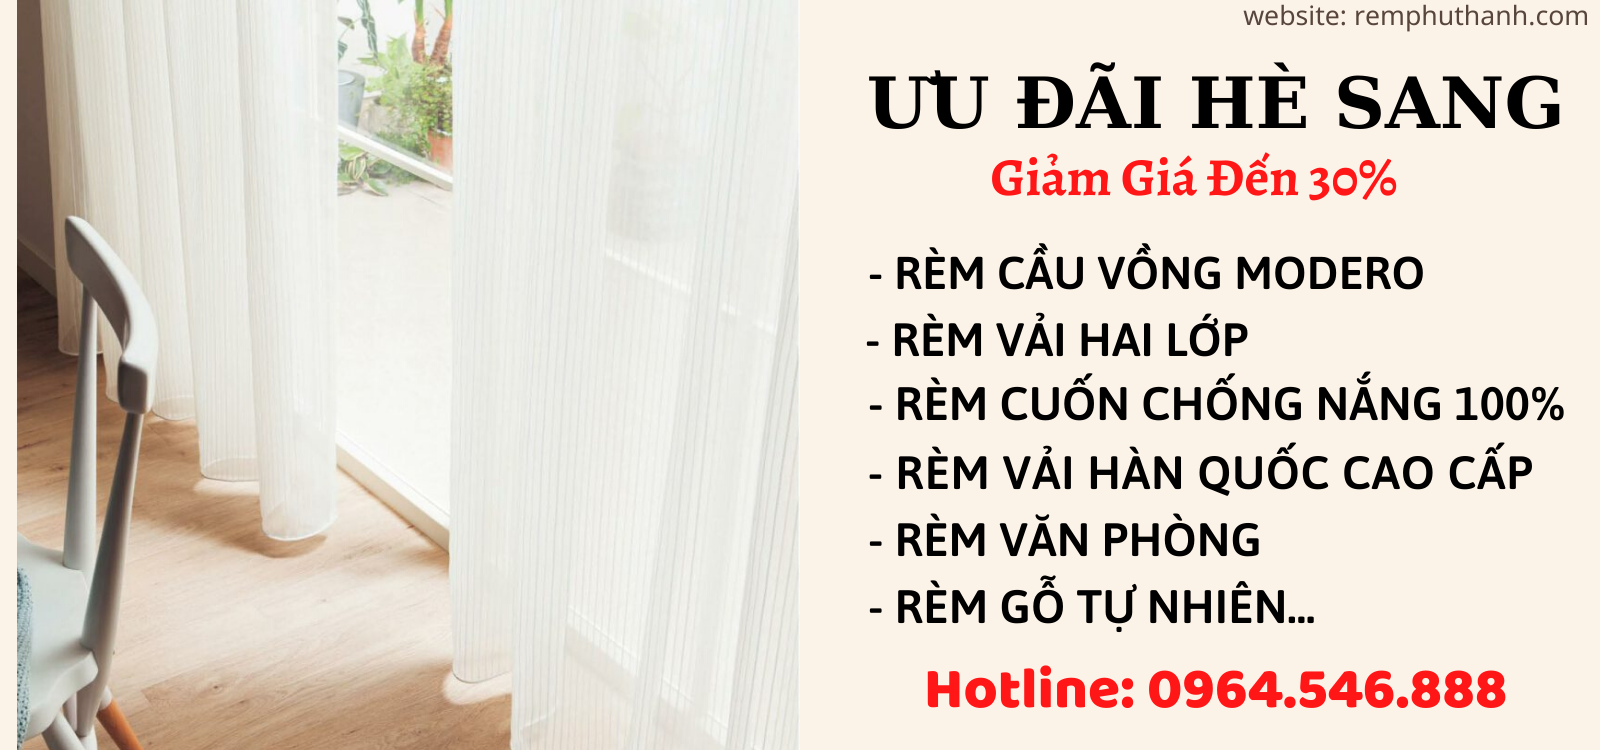 website: remphuthanh.com
ƯU ĐÃI HÈ SANG
Giảm Giá Đến 30%
- RÈM CẦU VỒNG MODERO
- RÈM VẢI HAI LỚP
- RÈM CUỐN CHỐNG NẮNG 100%
- RÈM VẢI HÀN QUỐC CAO CẤP
- RÈM VĂN PHÒNG
- RÈM GỖ TỰ NHIÊN...
Hotline: 0964.546.888